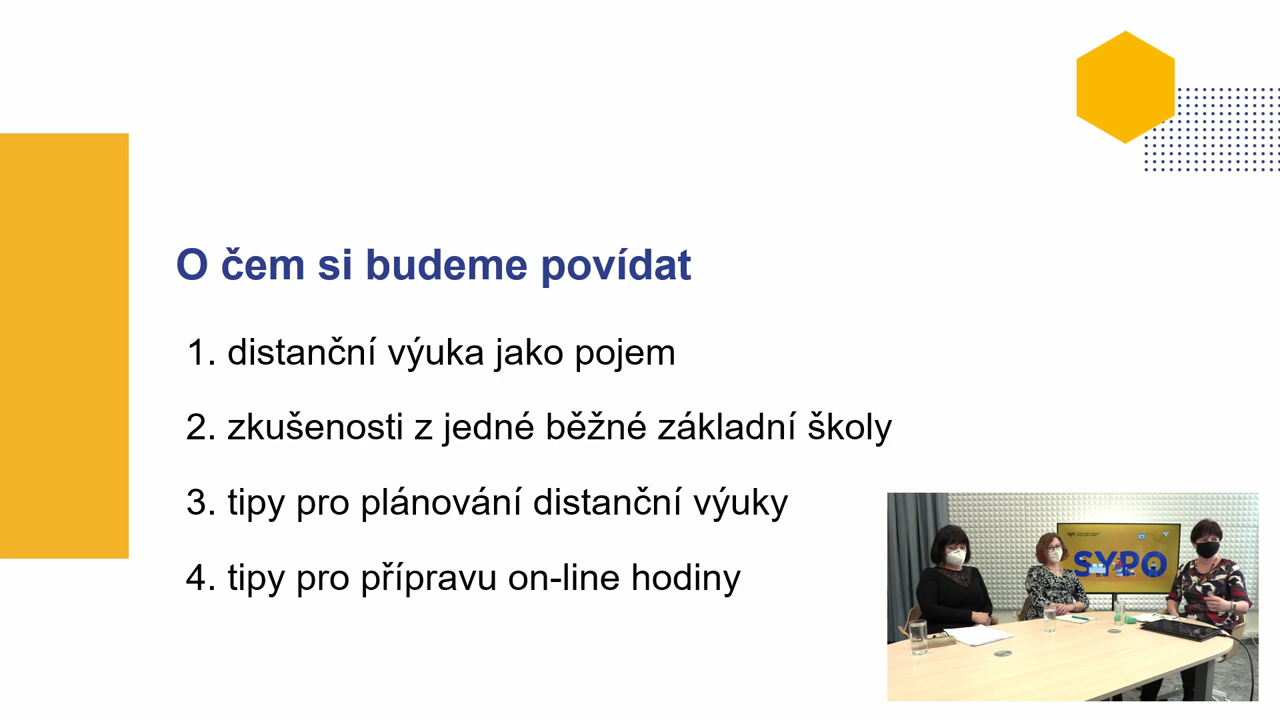 O čem si budeme povídat
1. distanční výuka jako pojem
2. zkušenosti z jedné běžné základní školy
3. tipy pro plánování distanční výuky
4. tipy pro přípravu on-line hodiny
SYPO